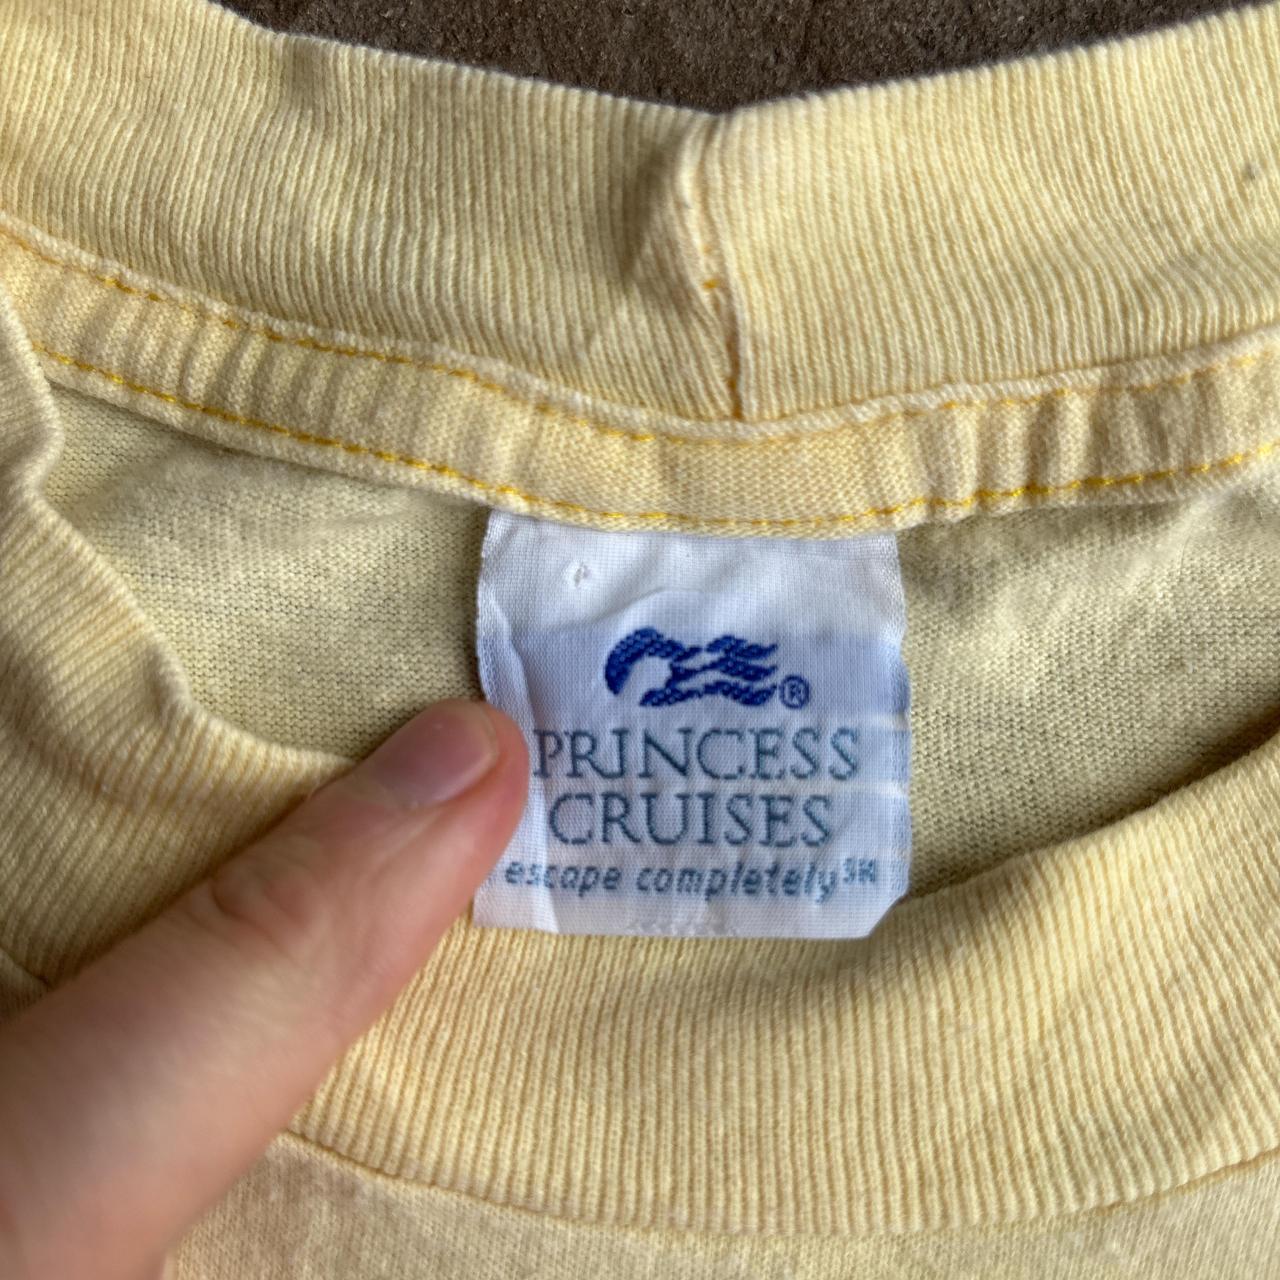 ®
PRINCESS
CRUISES
escape completely℠